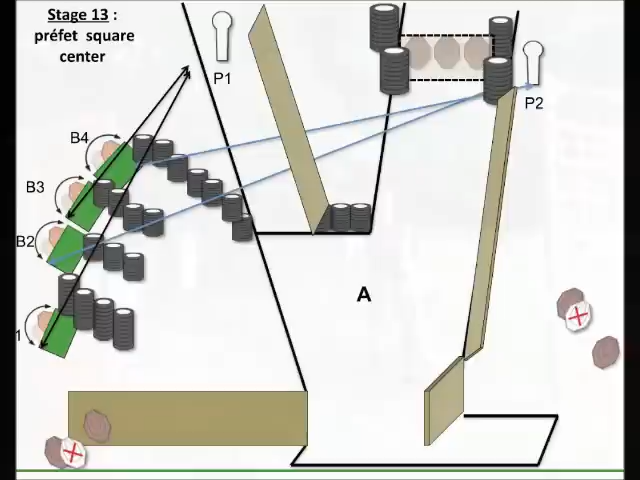 Stage 13 :
préfet square
center
P1
P2
B4
B3
B2
1
A